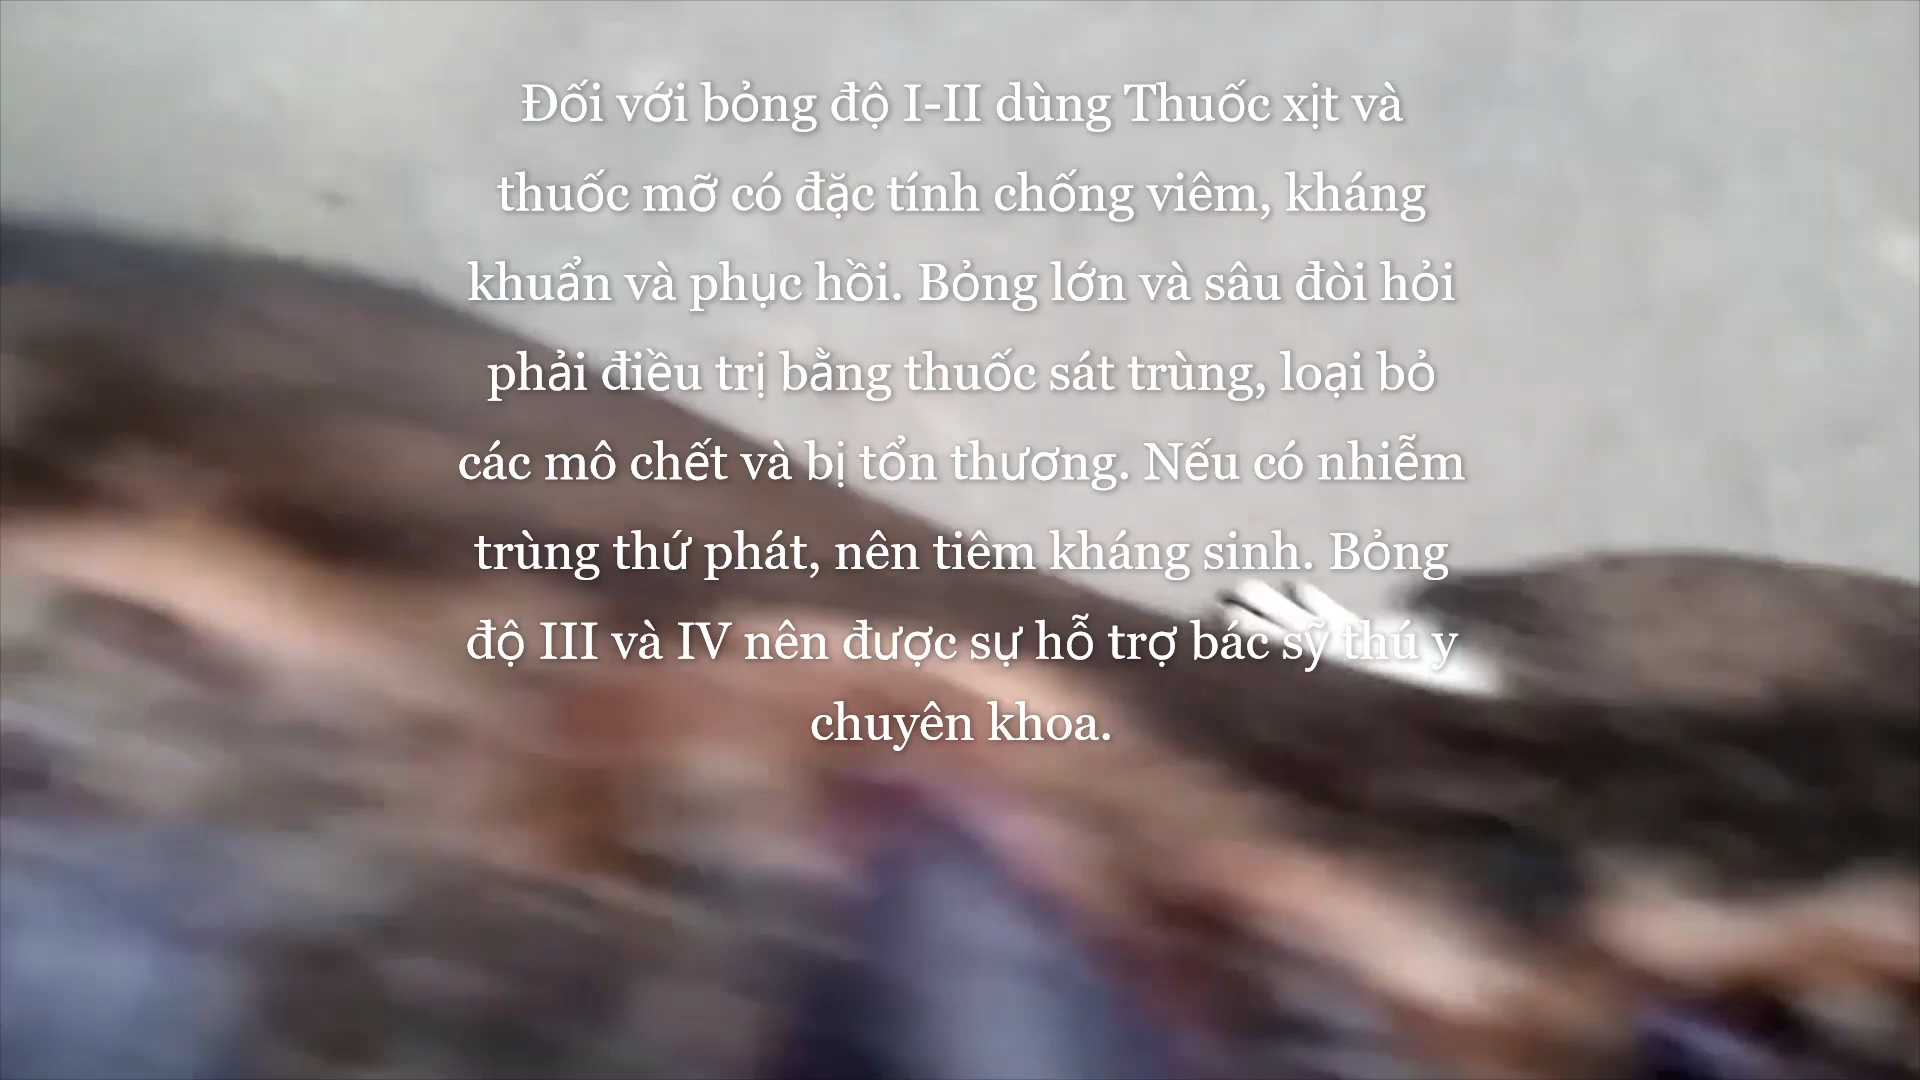 Đối với bỏng độ I-II dùng Thuốc xịt và
thuốc mỡ có đặc tính chống viêm, kháng
khuẩn và phục hồi. Bỏng lớn và sâu đòi hỏi
phải điều trị bằng thuốc sát trùng, loại bỏ
các mô chết và bị tổn thương. Nếu có nhiễm
trùng thứ phát, nên tiêm kháng sinh. Bỏng
độ III và IV nên được sự hỗ trợ bác sỹ thú y
chuyên khoa.